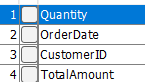 1 Quantity
2 OrderDate
3 CustomerID
4 TotalAmount